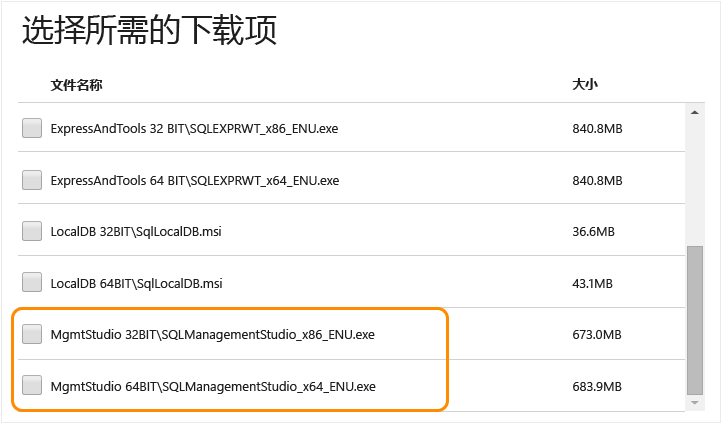 选择所需的下载项
文件名称 大小
ExpressAndTools 32 BIT\SQLEXPRWT_x86_ENU.exe 840.8MB
ExpressAndTools 64 BIT\SQLEXPRWT_x64_ENU.exe 840.8MB
LocalDB 32BIT\SqlLocalDB.msi 36.6MB
LocalDB 64BIT\SqlLocalDB.msi 43.1MB
MgmtStudio 32BIT\SQLManagementStudio_x86_ENU.exe 673.0MB
MgmtStudio 64BIT\SQLManagementStudio_x64_ENU.exe 683.9MB